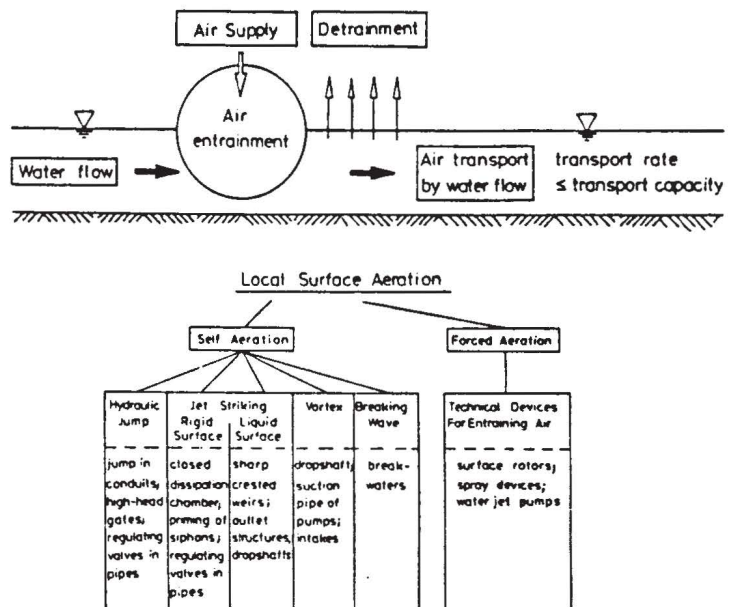 Air Supply
Detrainment
Air
entrainment
Water flow
Air transport
by water flow
transport rate
≤ transport capacity
Local Surface Aeration
Self Aeration
Forced Aeration
Hydraulic
Jump
Jet Striking
Rigid Surface
Liquid Surface
Vortex
Breaking
Wave
Technical Devices
For Entraining Air
jump in
conduits;
high-head
gates;
regulating
valves in
pipes
closed
dissipation
chamber;
priming of
siphons;
regulating
valves in
pipes
sharp
crested
weirs;
outlet
structures,
dropshafts
dropshaft;
suction
pipe of
pumps;
intakes
break-
waters
surface rotors;
spray devices;
water jet pumps